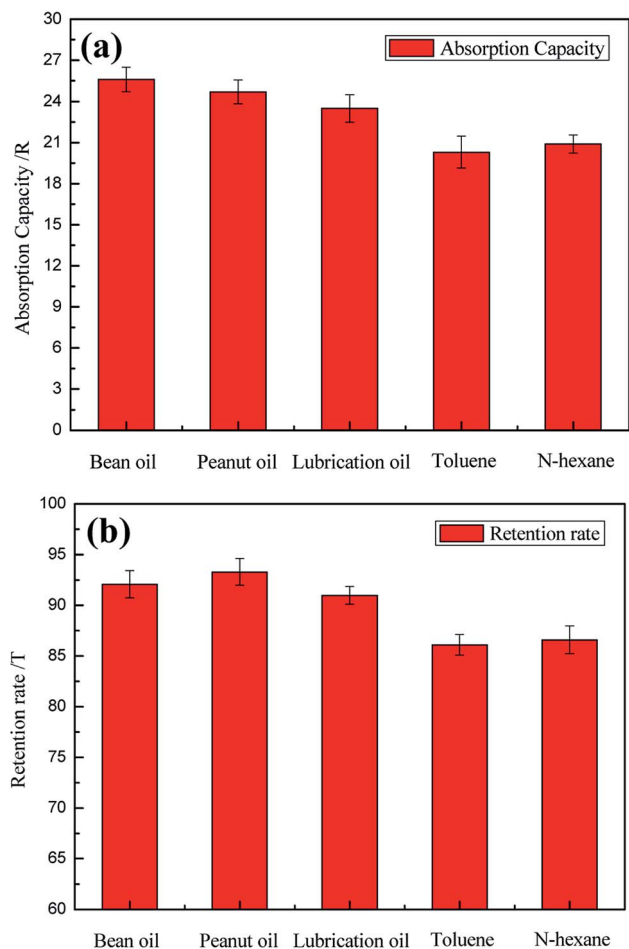 (a)
Absorption Capacity
Absorption Capacity /R
30
27
24
21
18
15
12
9
6
3
0
Bean oil Peanut oil Lubrication oil Toluene N-hexane
(b)
Retention rate
Retention rate /T
100
95
90
85
80
75
70
65
60
Bean oil Peanut oil Lubrication oil Toluene N-hexane